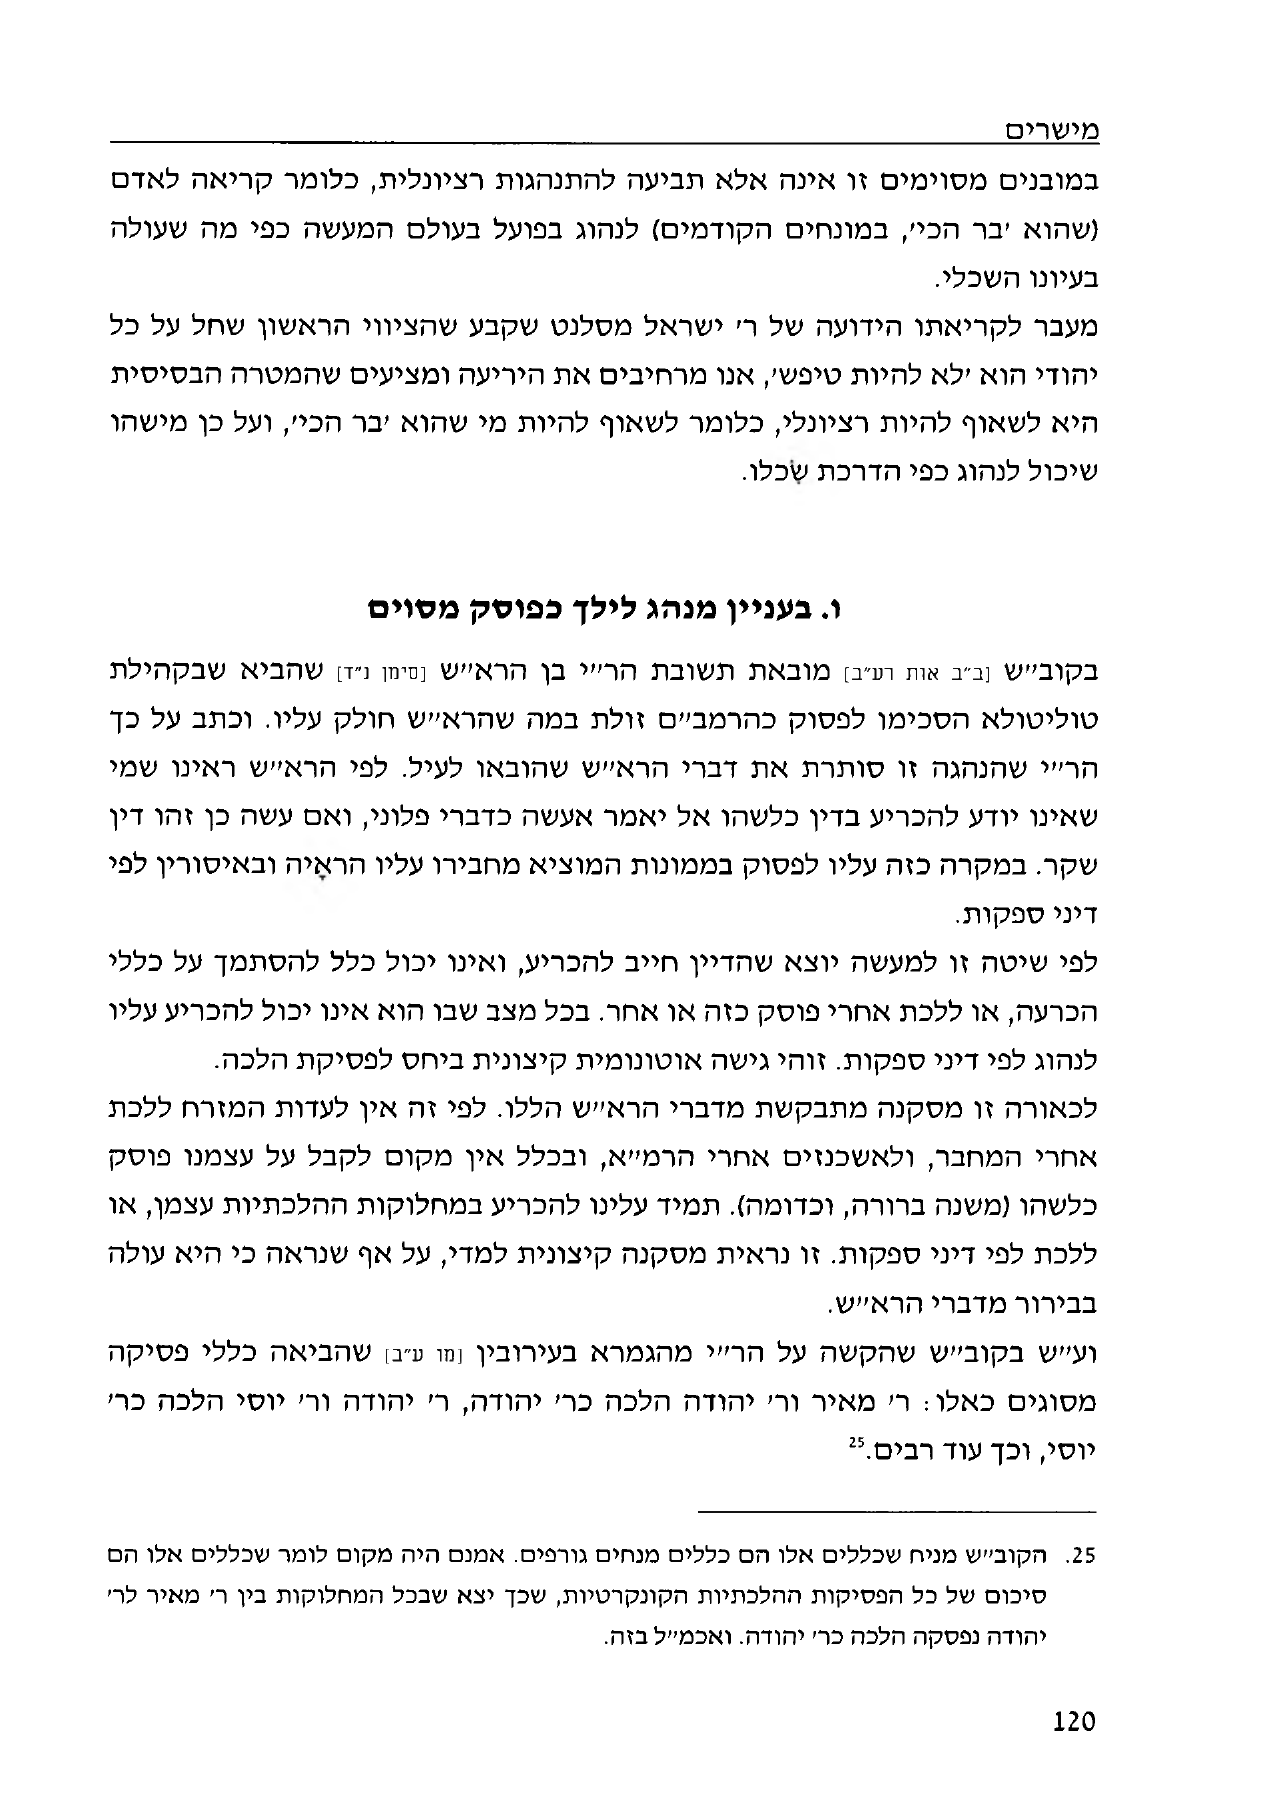 מישרים
במובנים מסוימים זו אינה אלא תביעה להתנהגות רציונלית, כלומר קריאה לאדם
(שהוא 'בר הכי', במונחים הקודמים) לנהוג בפועל בעולם המעשה כפי מה שעולה
בעיונו השכלי.
מעבר לקריאתו הידועה של ר' ישראל מסלנט שקבע שהציווי הראשון שחל על כל
יהודי הוא 'לא להיות טיפש', אנו מרחיבים את היריעה ומציעים שהמטרה הבסיסית
היא לשאוף להיות רציונלי, כלומר לשאוף להיות מי שהוא 'בר הכי', ועל כן מישהו
שיכול לנהוג כפי הדרכת שכלו.
ו. בעניין מנהג לילך כפוסק מסוים
בקוב"ש [ב"ב אות רע"ב] מובאת תשובת הר"י בן הרא"ש [סימן נ"ד] שהביא שבקהילת
טוליטולא הסכימו לפסוק כהרמב"ם זולת במה שהרא"ש חולק עליו. וכתב על כך
הר"י שהנהגה זו סותרת את דברי הרא"ש שהובאו לעיל. לפי הרא"ש ראינו שמי
שאינו יודע להכריע בדין כלשהו אל יאמר אעשה כדברי פלוני, ואם עשה כן זהו דין
שקר. במקרה כזה עליו לפסוק בממונות המוציא מחבירו עליו הראיה ובאיסורין לפי
דיני ספקות.
לפי שיטה זו למעשה יוצא שהדיין חייב להכריע, ואינו יכול כלל להסתמך על כללי
הכרעה, או ללכת אחרי פוסק כזה או אחר. בכל מצב שבו הוא אינו יכול להכריע עליו
לנהוג לפי דיני ספקות. זוהי גישה אוטונומית קיצונית ביחס לפסיקת הלכה.
לכאורה זו מסקנה מתבקשת מדברי הרא"ש הללו. לפי זה אין לעדות המזרח ללכת
אחרי המחבר, ולאשכנזים אחרי הרמ"א, ובכלל אין מקום לקבל על עצמנו פוסק
כלשהו (משנה ברורה, וכדומה). תמיד עלינו להכריע במחלוקות ההלכתיות עצמן, או
ללכת לפי דיני ספקות. זו נראית מסקנה קיצונית למדי, על אף שנראה כי היא עולה
בבירור מדברי הרא"ש.
וע"ש בקוב"ש שהקשה על הר"י מהגמרא בעירובין [מו ע"ב] שהביאה כללי פסיקה
מסוגים כאלו: ר' מאיר ור' יהודה הלכה כר' יהודה, ר' יהודה ור' יוסי הלכה כר'
יוסי, וכך עוד רבים.25
25. הקוב"ש מניח שכללים אלו הם כללים מנחים גורפים. אמנם היה מקום לומר שכללים אלו הם
סיכום של כל הפסיקות ההלכתיות הקונקרטיות, שכך יצא שבכל המחלוקות בין ר' מאיר לר'
יהודה נפסקה הלכה כר' יהודה. ואכמ"ל בזה.
120